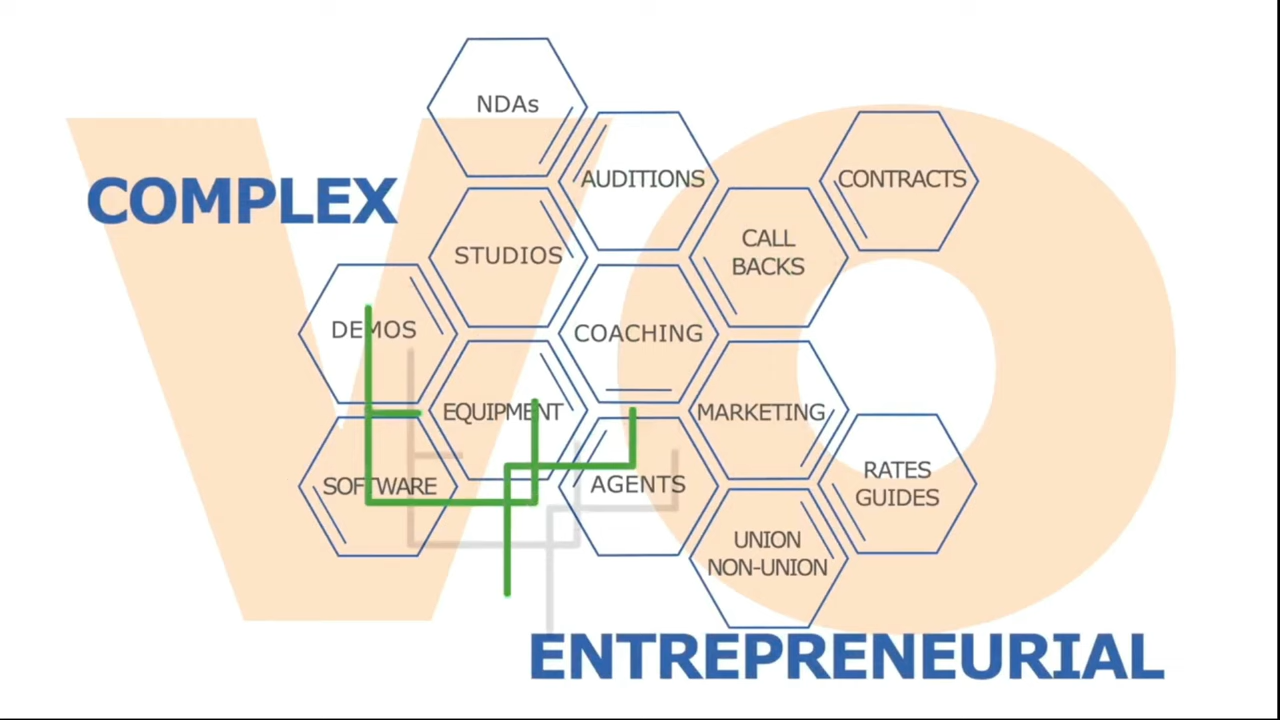 VO
COMPLEX
NDAs
AUDITIONS
CONTRACTS
STUDIOS
CALL
BACKS
DEMOS
COACHING
EQUIPMENT
MARKETING
SOFTWARE
AGENTS
RATES
GUIDES
UNION
NON-UNION
ENTREPRENEURIAL